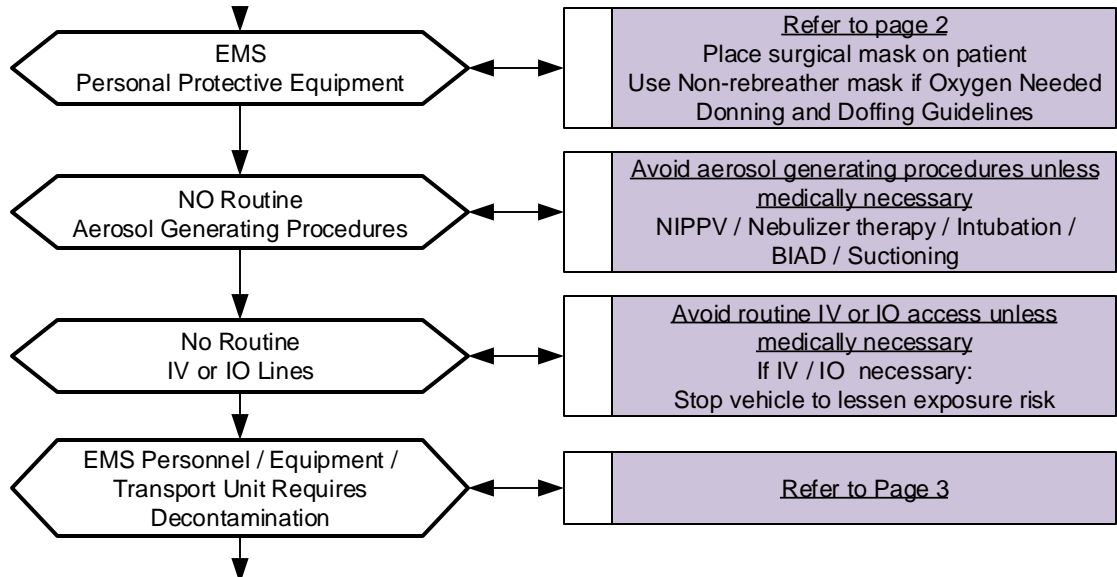 EMS
Personal Protective Equipment
Refer to page 2
Place surgical mask on patient
Use Non-rebreather mask if Oxygen Needed
Donning and Doffing Guidelines
NO Routine
Aerosol Generating Procedures
Avoid aerosol generating procedures unless
medically necessary
NIPPV / Nebulizer therapy / Intubation /
BIAD / Suctioning
No Routine
IV or IO Lines
Avoid routine IV or IO access unless
medically necessary
If IV / IO necessary:
Stop vehicle to lessen exposure risk
EMS Personnel / Equipment /
Transport Unit Requires
Decontamination
Refer to Page 3